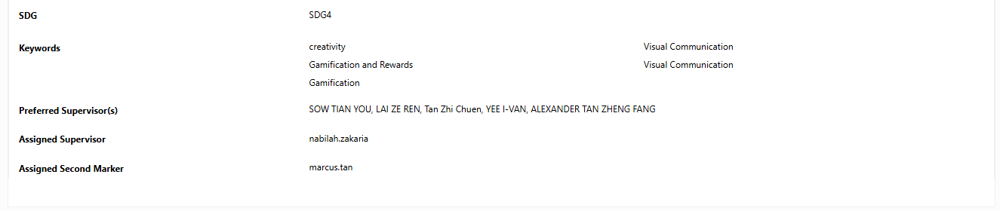 SDG SDG4
Keywords creativity Visual Communication
Gamification and Rewards Visual Communication
Gamification
Preferred Supervisor(s) SOW TIAN YOU, LAI ZE REN, Tan Zhi Chuen, YEE I-VAN, ALEXANDER TAN ZHENG FANG
Assigned Supervisor nabilah.zakaria
Assigned Second Marker marcus.tan